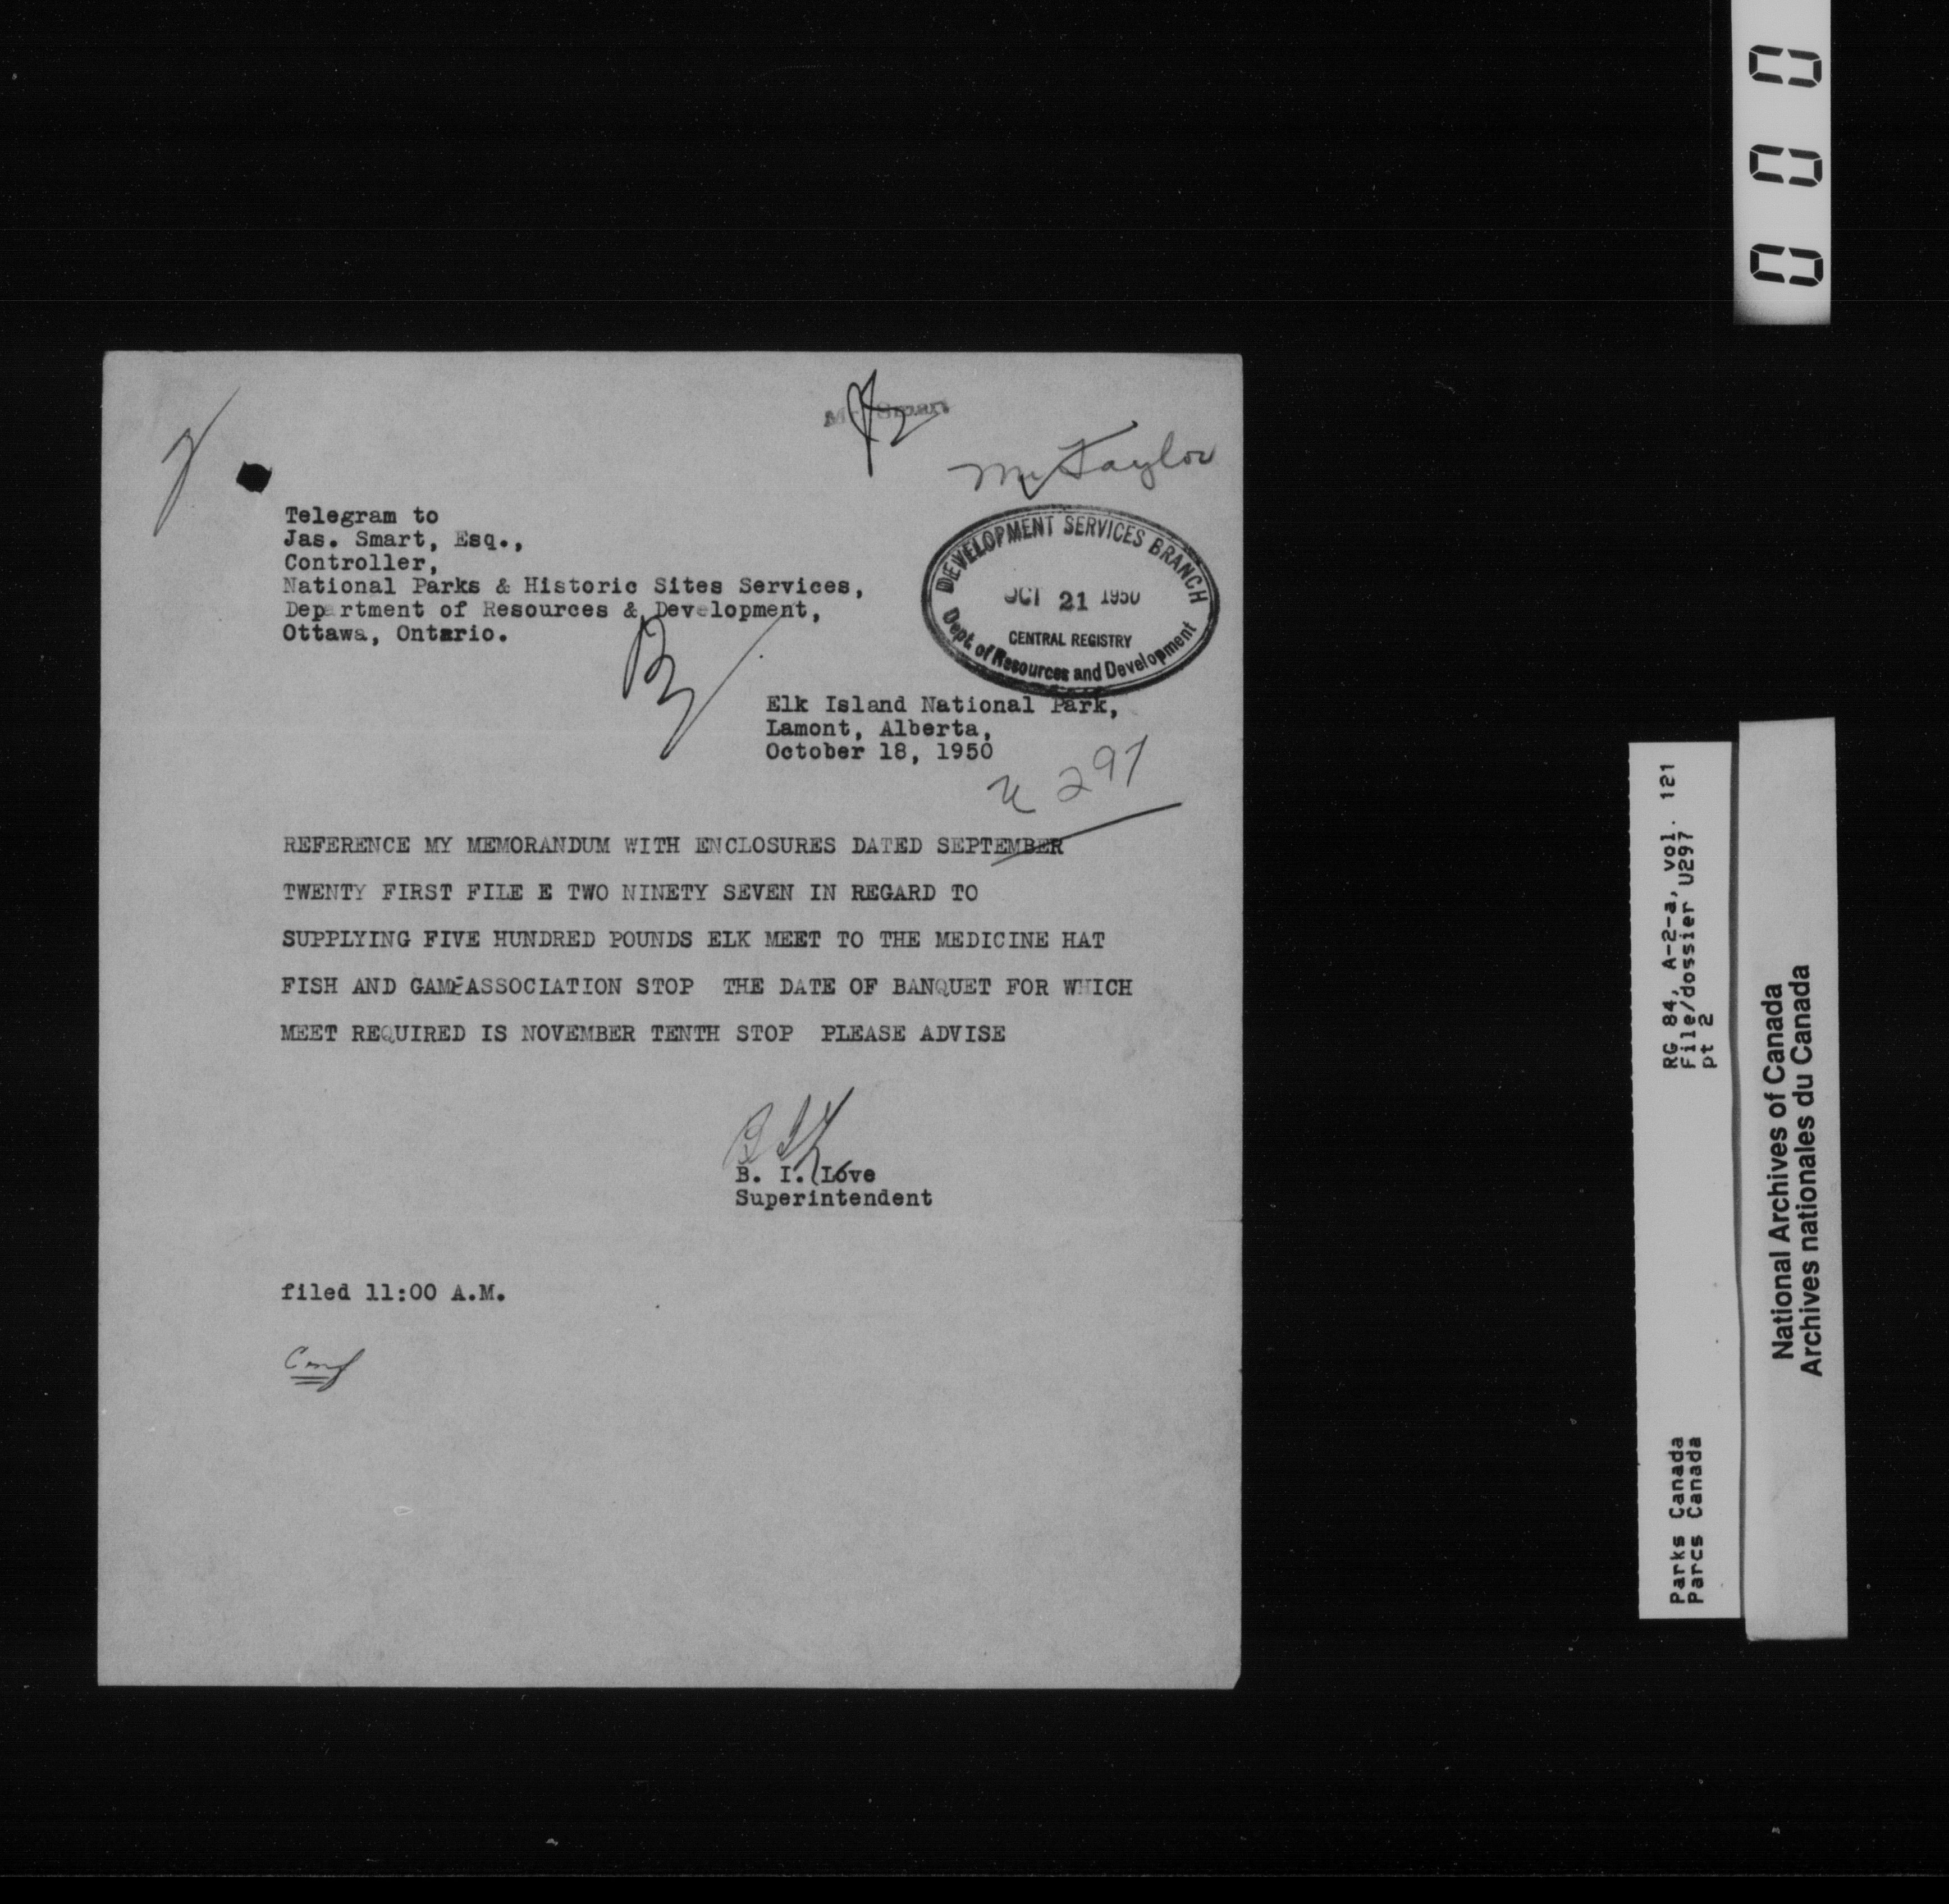 Mr Smart
Mr Taylor
Telegram to
Jas. Smart, Esq.,
Controller,
National Parks & Historic Sites Services,
Department of Resources & Development,
Ottawa, Ontario.
DEVELOPMENT SERVICES BRANCH
OCT 21 1950
CENTRAL REGISTRY
Dept. of Resources and Development
Elk Island National Park,
Lamont, Alberta,
October 18, 1950
U 297
REFERENCE MY MEMORANDUM WITH ENCLOSURES DATED SEPTEMBER
TWENTY FIRST FILE E TWO NINETY SEVEN IN REGARD TO
SUPPLYING FIVE HUNDRED POUNDS ELK MEET TO THE MEDICINE HAT
FISH AND GAME ASSOCIATION STOP THE DATE OF BANQUET FOR WHICH
MEET REQUIRED IS NOVEMBER TENTH STOP PLEASE ADVISE
B. I. Love
Superintendent
filed 11:00 A.M.
000
RG 84, A-2-a, vol. 121
File/dossier U297
pt 2
Parks Canada
Parcs Canada
National Archives of Canada
Archives nationales du Canada